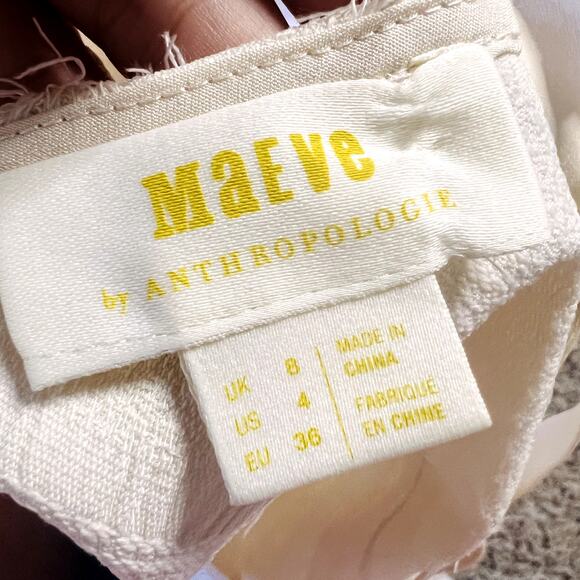 MaEVe
by ANTHROPOLOGIE
UK 8
US 4
EU 36
MADE IN
CHINA
FABRIQUE
EN CHINE